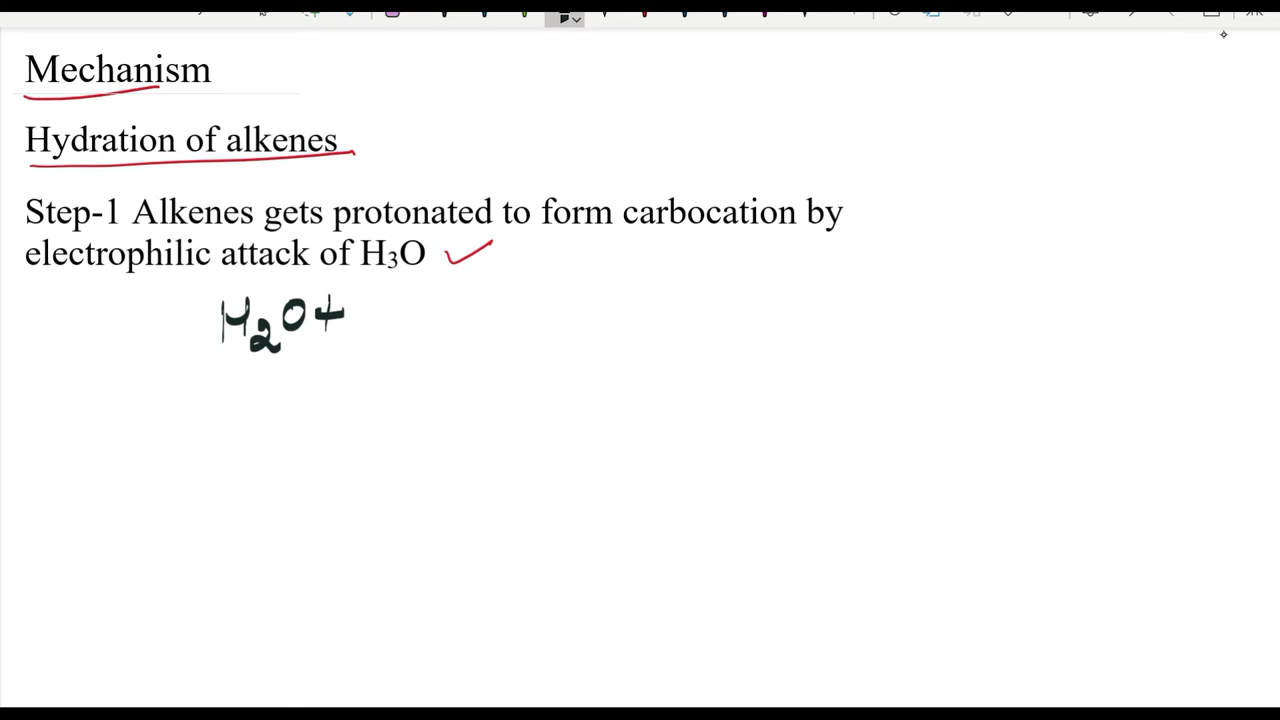 Mechanism
Hydration of alkenes
Step-1 Alkenes gets protonated to form carbocation by
electrophilic attack of H₃O
H₂O+